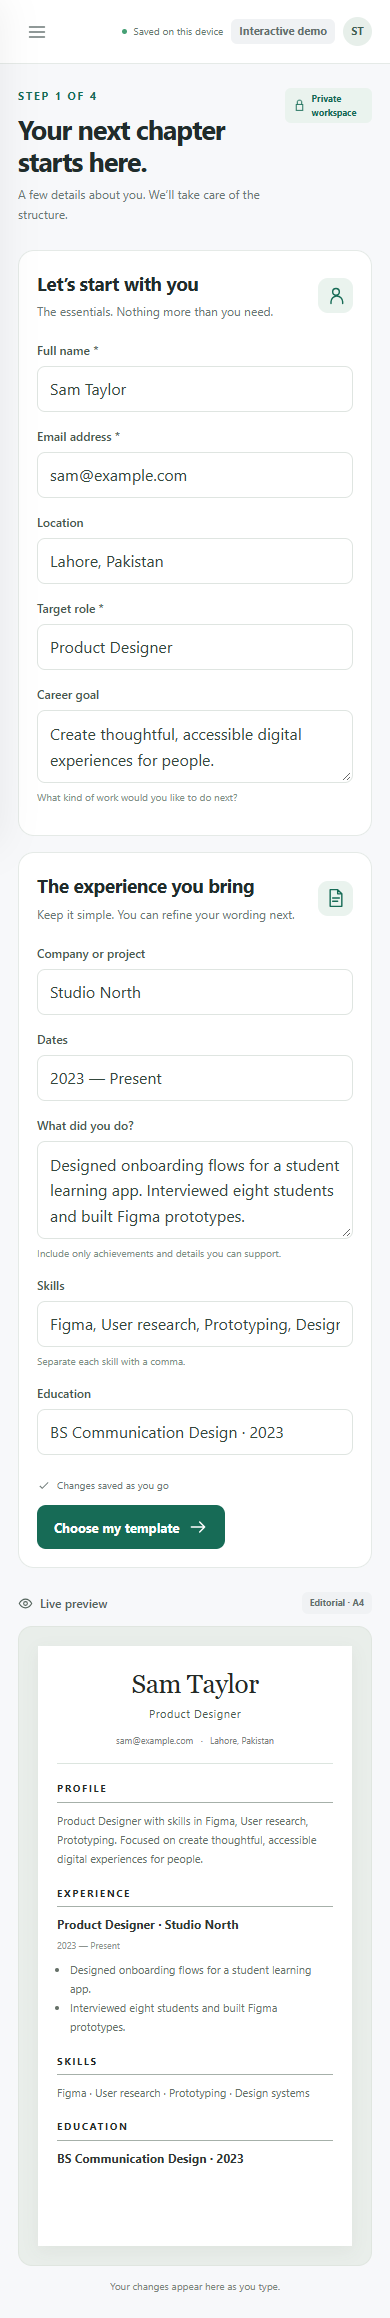 Saved on this device
Interactive demo
ST
STEP 1 OF 4
Private
workspace
Your next chapter
starts here.
A few details about you. We’ll take care of the
structure.
Let’s start with you
The essentials. Nothing more than you need.
Full name *
Sam Taylor
Email address *
sam@example.com
Location
Lahore, Pakistan
Target role *
Product Designer
Career goal
Create thoughtful, accessible digital
experiences for people.
What kind of work would you like to do next?
The experience you bring
Keep it simple. You can refine your wording next.
Company or project
Studio North
Dates
2023 — Present
What did you do?
Designed onboarding flows for a student
learning app. Interviewed eight students
and built Figma prototypes.
Include only achievements and details you can support.
Skills
Figma, User research, Prototyping, Desigr
Separate each skill with a comma.
Education
BS Communication Design · 2023
Changes saved as you go
Choose my template
Live preview
Editorial · A4
Sam Taylor
Product Designer
sam@example.com · Lahore, Pakistan
PROFILE
Product Designer with skills in Figma, User research,
Prototyping. Focused on create thoughtful, accessible
digital experiences for people.
EXPERIENCE
Product Designer · Studio North
2023 — Present
• Designed onboarding flows for a student learning
app.
• Interviewed eight students and built Figma
prototypes.
SKILLS
Figma · User research · Prototyping · Design systems
EDUCATION
BS Communication Design · 2023
Your changes appear here as you type.